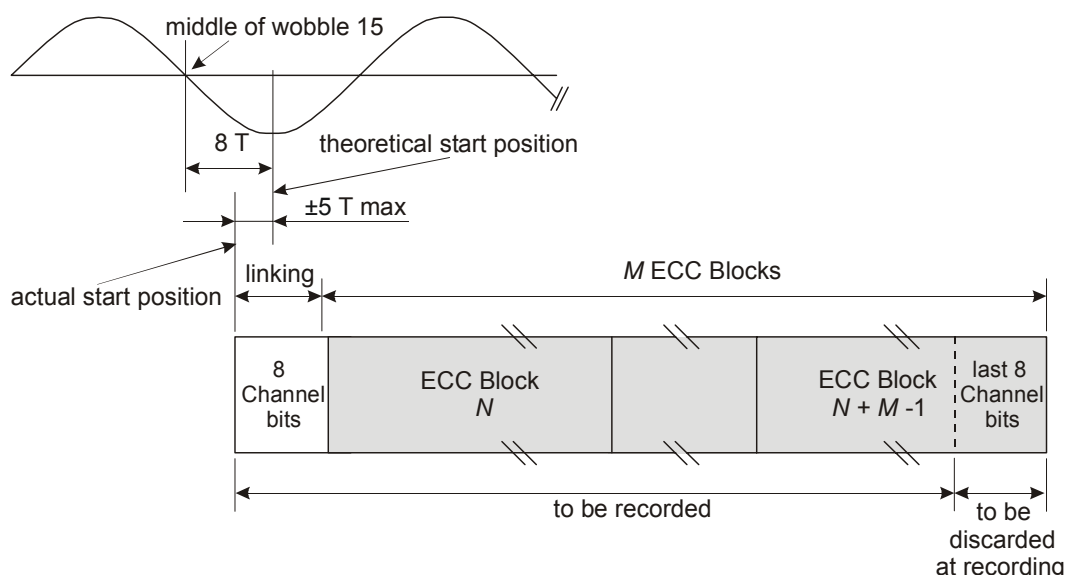 middle of wobble 15
8 T
theoretical start position
±5 T max
linking
M ECC Blocks
actual start position
8
Channel
bits
ECC Block
N
ECC Block
N + M -1
last 8
Channel
bits
to be recorded
to be
discarded
at recording